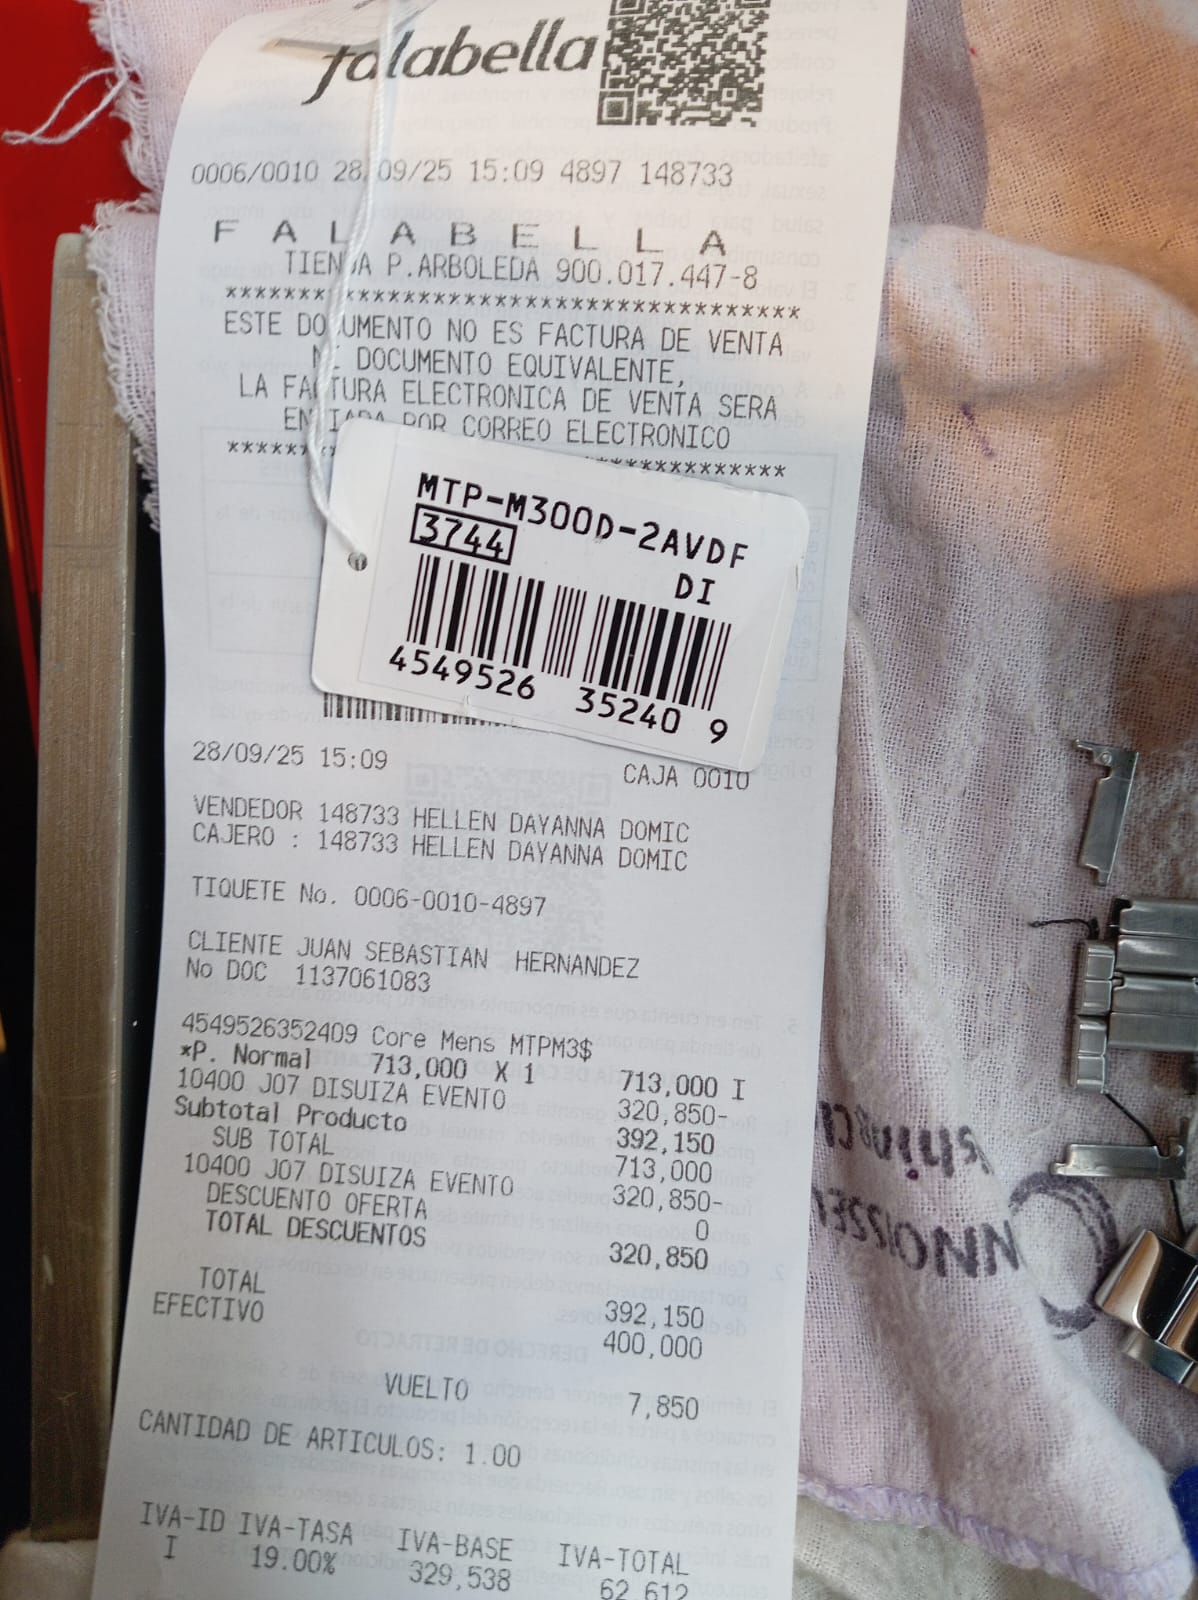 falabella
0006/0010 28/09/25 15:09 4897 148733
F A L A B E L L A
TIENDA P.ARBOLEDA 900.017.447-8
****************************************
ESTE DOCUMENTO NO ES FACTURA DE VENTA
NI DOCUMENTO EQUIVALENTE,
LA FACTURA ELECTRONICA DE VENTA SERA
ENVIADA POR CORREO ELECTRONICO
MTP-M300D-2AVDF
3744
DI
4549526 35240 9
28/09/25 15:09 CAJA 0010
VENDEDOR 148733 HELLEN DAYANNA DOMIC
CAJERO : 148733 HELLEN DAYANNA DOMIC
TIQUETE No. 0006-0010-4897
CLIENTE JUAN SEBASTIAN HERNANDEZ
No DOC 1137061083
4549526352409 Core Mens MTPM3$
*P. Normal 713,000 X 1 713,000 I
10400 J07 DISUIZA EVENTO 320,850-
Subtotal Producto 392,150
SUB TOTAL 713,000
10400 J07 DISUIZA EVENTO 320,850-
DESCUENTO OFERTA 0
TOTAL DESCUENTOS 320,850
TOTAL 392,150
EFECTIVO 400,000
VUELTO 7,850
CANTIDAD DE ARTICULOS: 1.00
IVA-ID IVA-TASA IVA-BASE IVA-TOTAL
I 19.00% 329,538 62,612